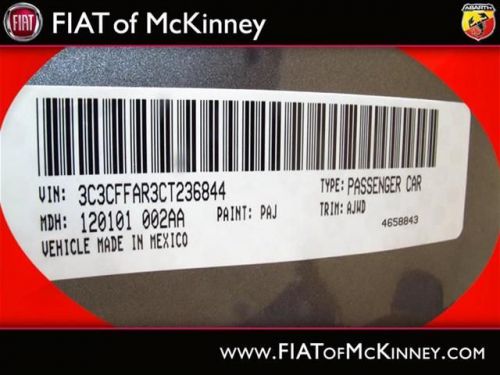 FIAT
FIAT of McKinney
ABARTH
VIN: 3C3CFFAR3CT236844
TYPE: PASSENGER CAR
MDH: 120101 002AA
PAINT: PAJ
TRIM: AJWD
VEHICLE MADE IN MEXICO
4658843
www.FIATofMcKinney.com